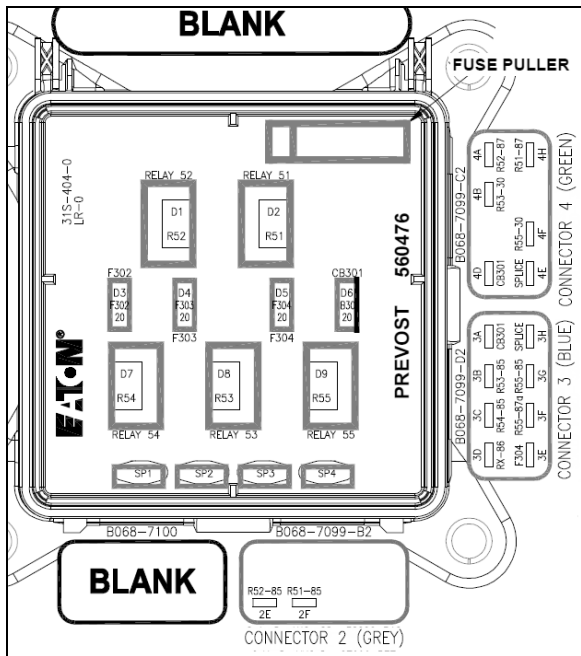 BLANK
FUSE PULLER
31S-404-0
LR-0
RELAY 52
RELAY 51
D1
R52
D2
R51
F302
CB301
D3
F302
20
D4
F303
20
D5
F304
20
D6
B30
20
F303
F304
EATON®
D7
R54
D8
R53
D9
R55
RELAY 54
RELAY 53
RELAY 55
SP1
SP2
SP3
SP4
PREVOST 560476
B068-7099-C2
4A
R52-87
R51-87
4H
4B
R53-30
R55-30
4F
4D
CB301
SPLICE
4E
CONNECTOR 4 (GREEN)
B068-7099-D2
3A
CB301
SPLICE
3H
3B
R53-85
R55-85
3G
3C
R54-85
R55-87a
3F
3D
RX-86
F304
3E
CONNECTOR 3 (BLUE)
B068-7100
B068-7099-B2
BLANK
R52-85
R51-85
2E
2F
CONNECTOR 2 (GREY)